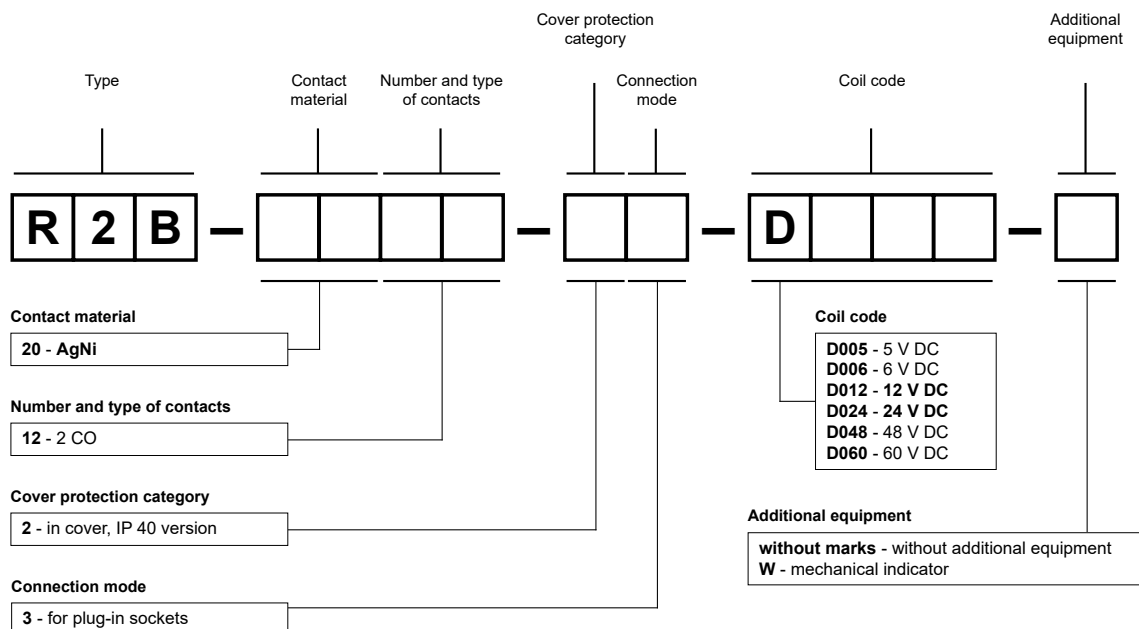 Cover protection
category
Additional
equipment
Type
Contact
material
Number and type
of contacts
Connection
mode
Coil code
R 2 B – – – D –
Contact material
20 - AgNi
Number and type of contacts
12 - 2 CO
Cover protection category
2 - in cover, IP 40 version
Connection mode
3 - for plug-in sockets
Coil code
D005 - 5 V DC
D006 - 6 V DC
D012 - 12 V DC
D024 - 24 V DC
D048 - 48 V DC
D060 - 60 V DC
Additional equipment
without marks - without additional equipment
W - mechanical indicator